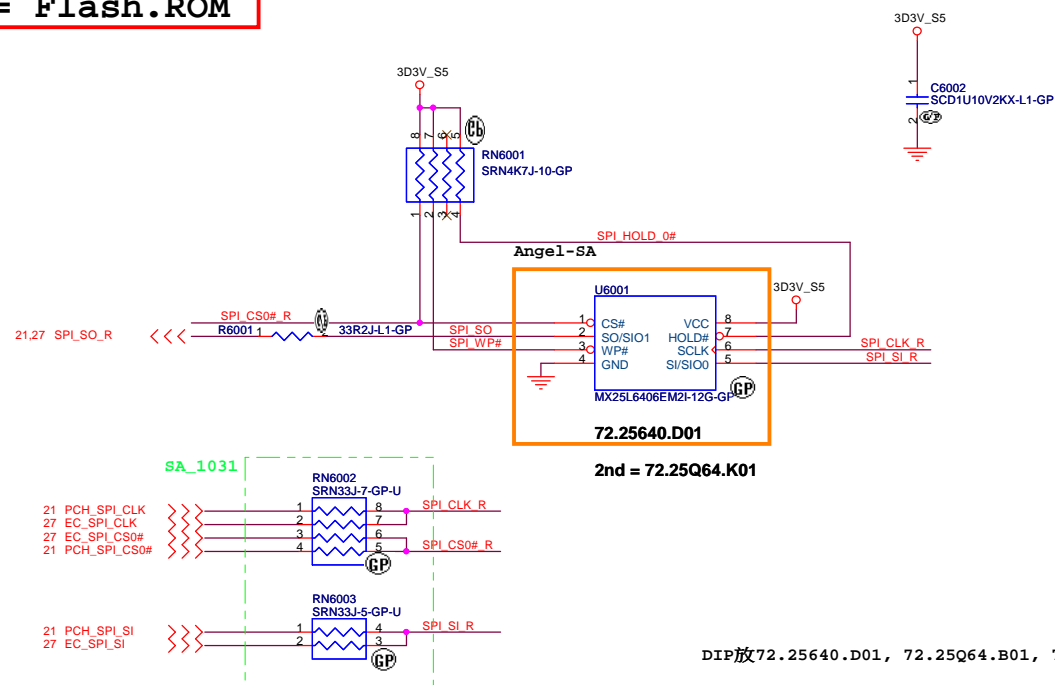 = Flash.ROM
3D3V_S5
C6002
SCD1U10V2KX-L1-GP
1
2
GP
3D3V_S5
8 7 6 5
RN6001
SRN4K7J-10-GP
1 2 3 4
SPI_HOLD_0#
Angel-SA
3D3V_S5
U6001
SPI_CS0#_R
21,27 SPI_SO_R
R6001 1 2 33R2J-L1-GP
SPI_SO
SPI_WP#
1 CS# VCC 8
2 SO/SIO1 HOLD# 7
3 WP# SCLK 6
4 GND SI/SIO0 5
SPI_CLK_R
SPI_SI_R
MX25L6406EM2I-12G-GP
GP
72.25640.D01
2nd = 72.25Q64.K01
SA_1031
RN6002
SRN33J-7-GP-U
21 PCH_SPI_CLK 1 8 SPI_CLK_R
27 EC_SPI_CLK 2 7
27 EC_SPI_CS0# 3 6
21 PCH_SPI_CS0# 4 5 SPI_CS0#_R
GP
RN6003
SRN33J-5-GP-U
21 PCH_SPI_SI 1 4 SPI_SI_R
27 EC_SPI_SI 2 3
GP
DIP放72.25640.D01, 72.25Q64.B01,